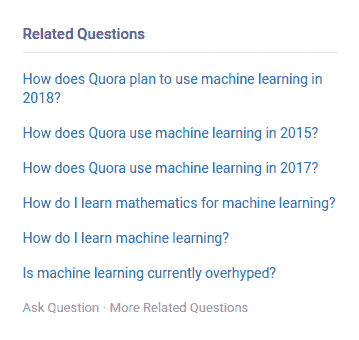 Related Questions
How does Quora plan to use machine learning in
2018?
How does Quora use machine learning in 2015?
How does Quora use machine learning in 2017?
How do I learn mathematics for machine learning?
How do I learn machine learning?
Is machine learning currently overhyped?
Ask Question · More Related Questions